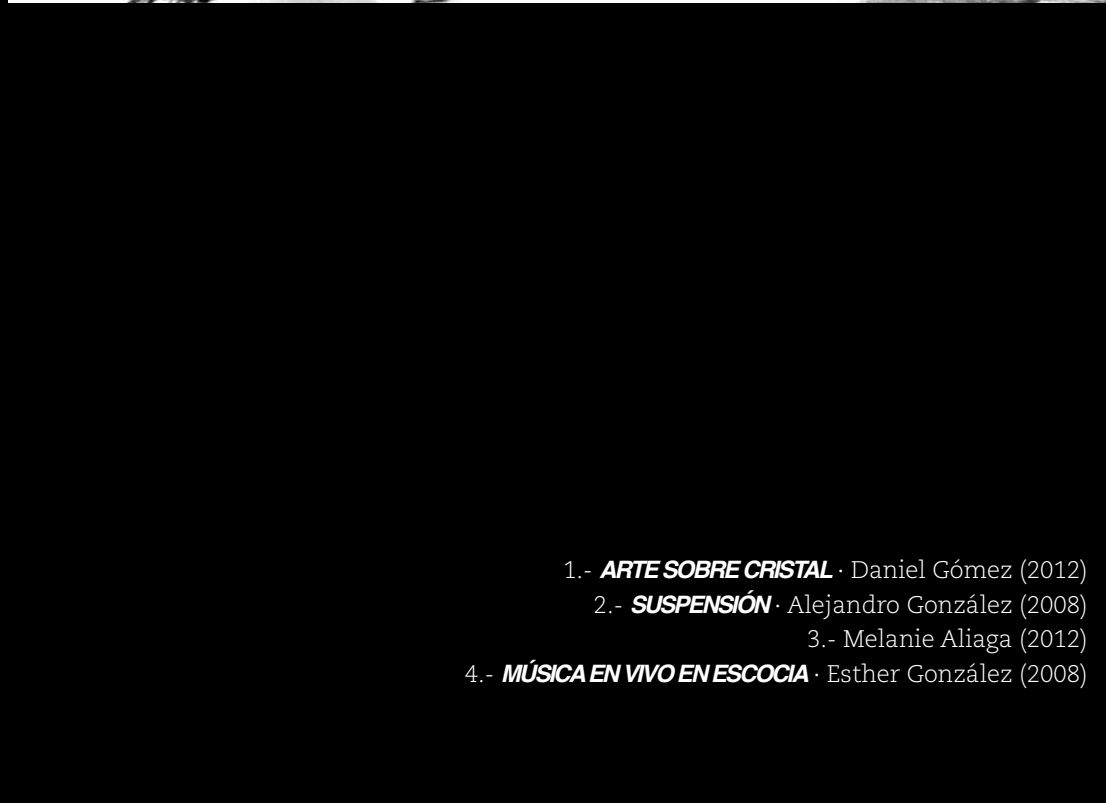 1.- ARTE SOBRE CRISTAL · Daniel Gómez (2012)
2.- SUSPENSIÓN · Alejandro González (2008)
3.- Melanie Aliaga (2012)
4.- MÚSICA EN VIVO EN ESCOCIA · Esther González (2008)